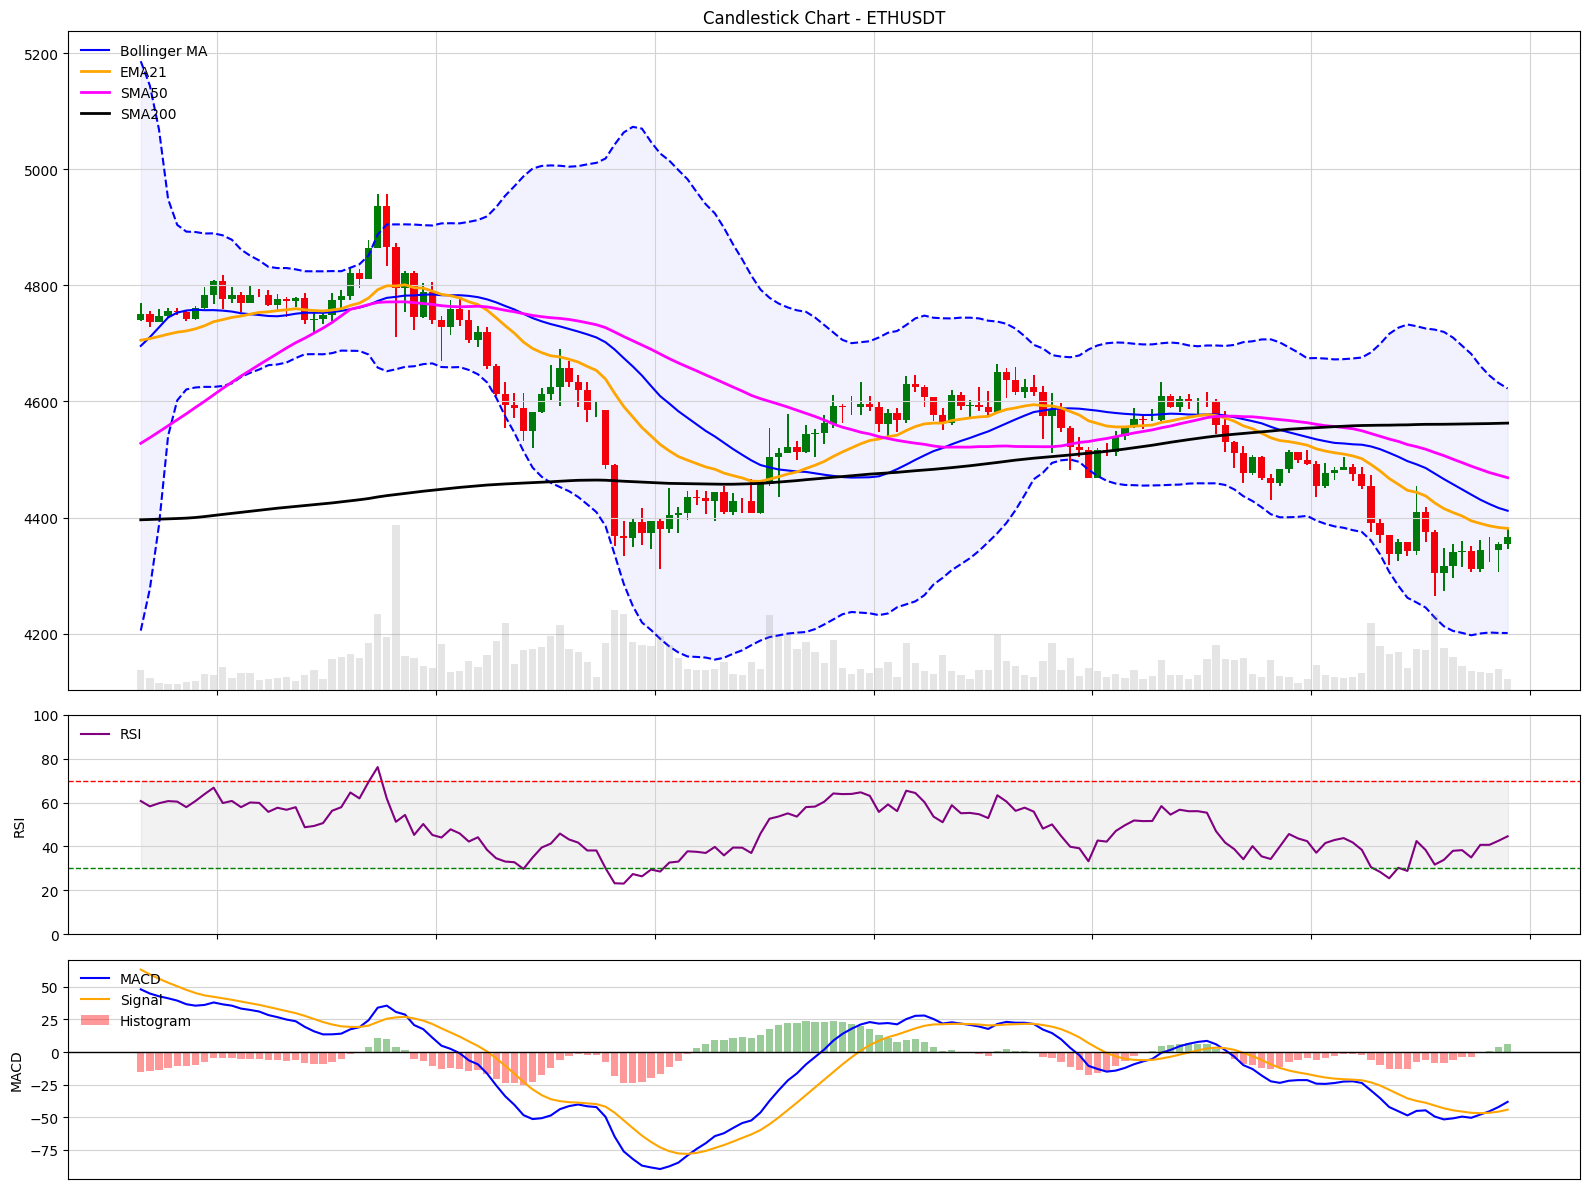 Candlestick Chart - ETHUSDT
Bollinger MA
EMA21
SMA50
SMA200
5200
5000
4800
4600
4400
4200
RSI
RSI
100
80
60
40
20
0
MACD
Signal
Histogram
MACD
50
25
0
−25
−50
−75